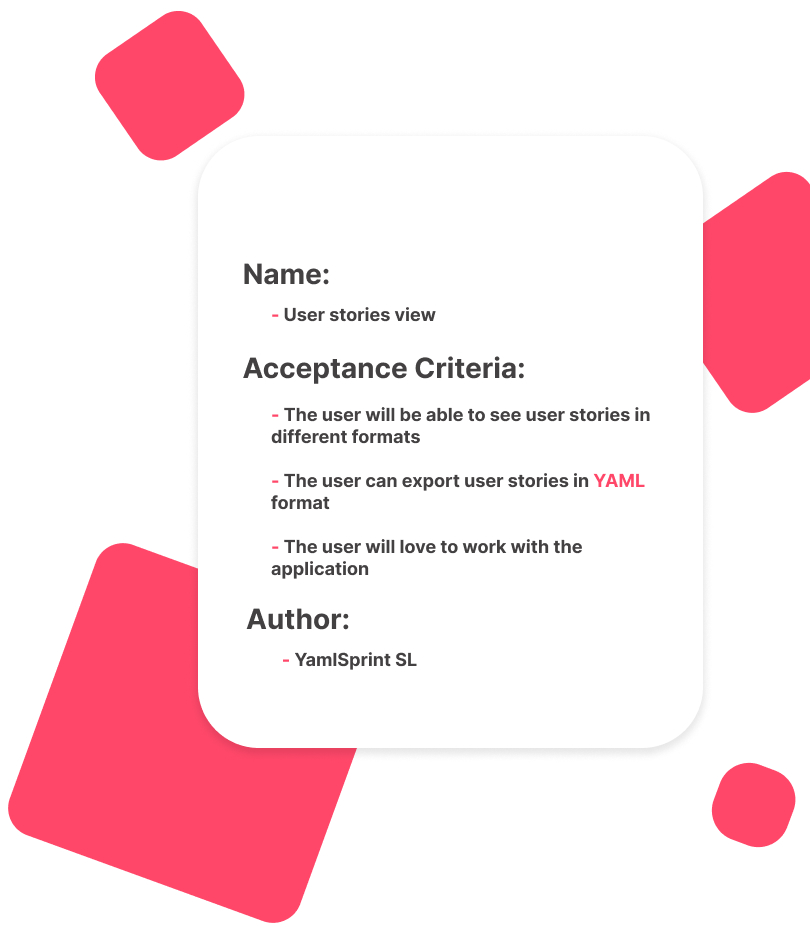 Name:
- User stories view
Acceptance Criteria:
- The user will be able to see user stories in
different formats
- The user can export user stories in YAML
format
- The user will love to work with the
application
Author:
- YamlSprint SL